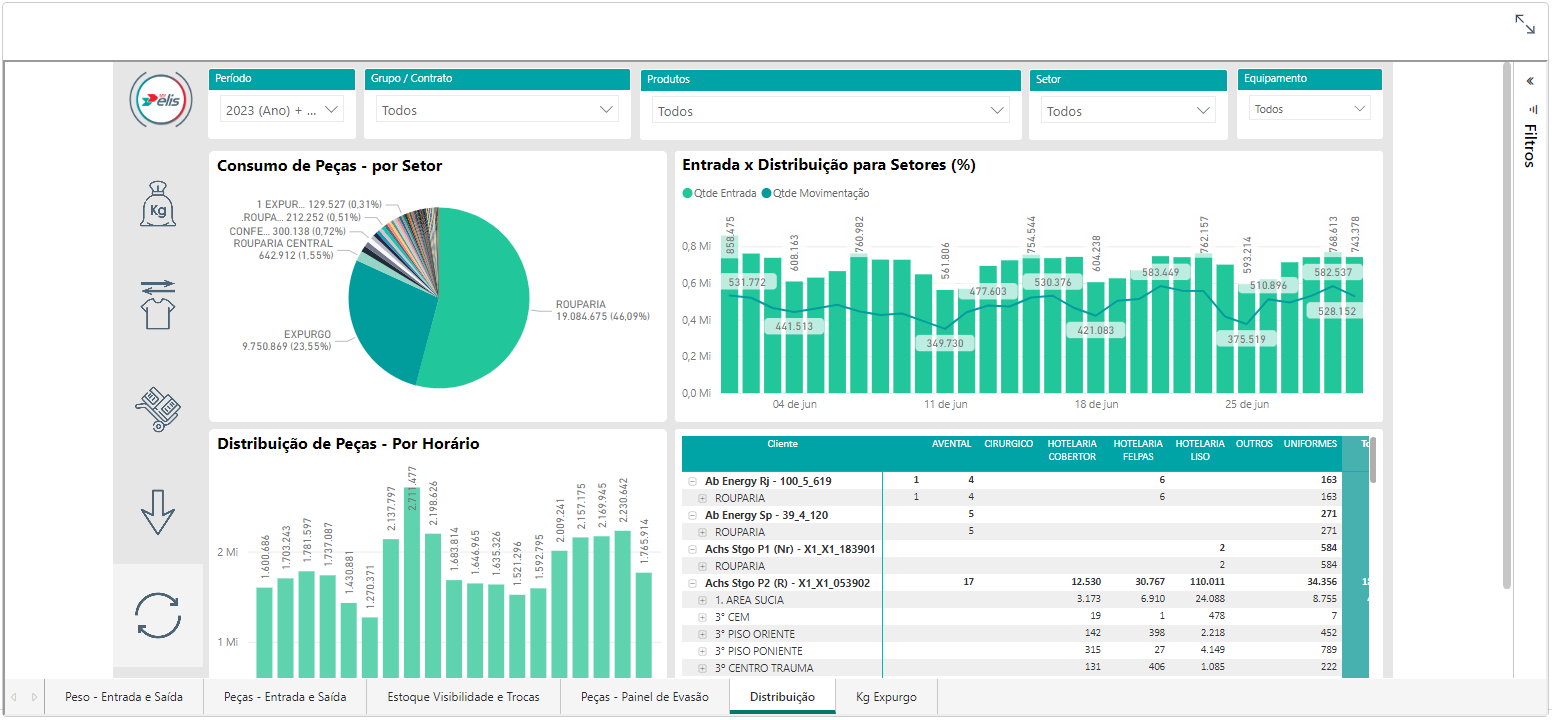 elis
Período
2023 (Ano) + ...
Grupo / Contrato
Todos
Produtos
Todos
Setor
Todos
Equipamento
Todos
Filtros
Kg
Consumo de Peças - por Setor
1 EXPUR... 129.527 (0,31%)
.ROUPA... 212.252 (0,51%)
CONFE... 300.138 (0,72%)
ROUPARIA CENTRAL
642.912 (1,55%)
EXPURGO
9.750.869 (23,55%)
ROUPARIA
19.084.675 (46,09%)
Entrada x Distribuição para Setores (%)
Qtde Entrada Qtde Movimentação
0,8 Mi
0,6 Mi
0,4 Mi
0,2 Mi
0,0 Mi
858.475
608.163
760.982
561.806
754.544
604.238
762.157
593.214
768.613
743.378
531.772
441.513
349.730
477.603
530.376
421.083
583.449
375.519
510.896
582.537
528.152
04 de jun
11 de jun
18 de jun
25 de jun
Distribuição de Peças - Por Horário
2 Mi
1 Mi
1.600.686
1.703.243
1.781.597
1.737.087
1.430.881
1.270.371
2.137.797
2.711.477
2.198.626
1.683.814
1.646.965
1.635.326
1.521.296
1.592.795
2.009.241
2.157.175
2.169.945
2.230.642
1.765.914
Cliente AVENTAL CIRURGICO HOTELARIA COBERTOR HOTELARIA FELPAS HOTELARIA LISO OUTROS UNIFORMES To
Ab Energy Rj - 100_5_619 1 4 6 163
ROUPARIA 1 4 6 163
Ab Energy Sp - 39_4_120 5 271
ROUPARIA 5 271
Achs Stgo P1 (Nr) - X1_X1_183901 2 584
ROUPARIA 2 584
Achs Stgo P2 (R) - X1_X1_053902 17 12.530 30.767 110.011 34.356 18
1. AREA SUCIA 3.173 6.910 24.088 8.755
3° CEM 19 1 478 7
3° PISO ORIENTE 142 398 2.218 452
3° PISO PONIENTE 315 27 4.149 789
3º CENTRO TRAUMA 131 406 1.085 222
Peso - Entrada e Saída
Peças - Entrada e Saída
Estoque Visibilidade e Trocas
Peças - Painel de Evasão
Distribuição
Kg Expurgo